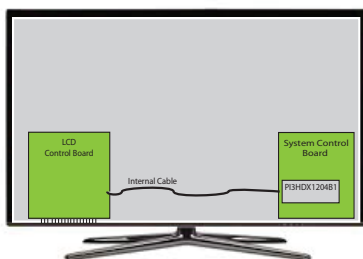 LCD
Control Board
Internal Cable
System Control
Board
PI3HDX1204B1